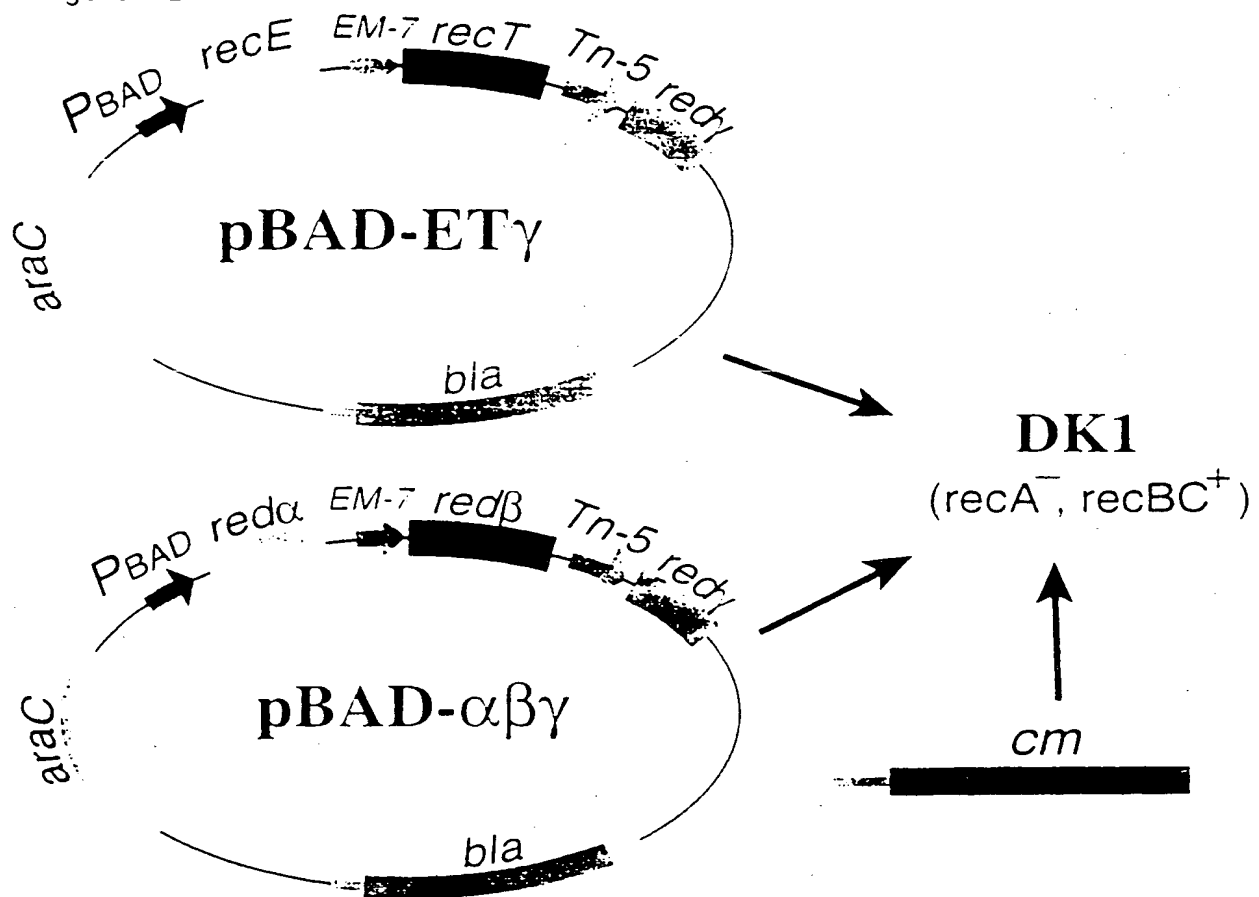 PBAD recE EM-7 recT Tn-5 redγ
araC
pBAD-ETγ
bla
DK1
(recA⁻, recBC⁺)
PBAD redα EM-7 redβ Tn-5 redγ
araC
pBAD-αβγ
cm
bla